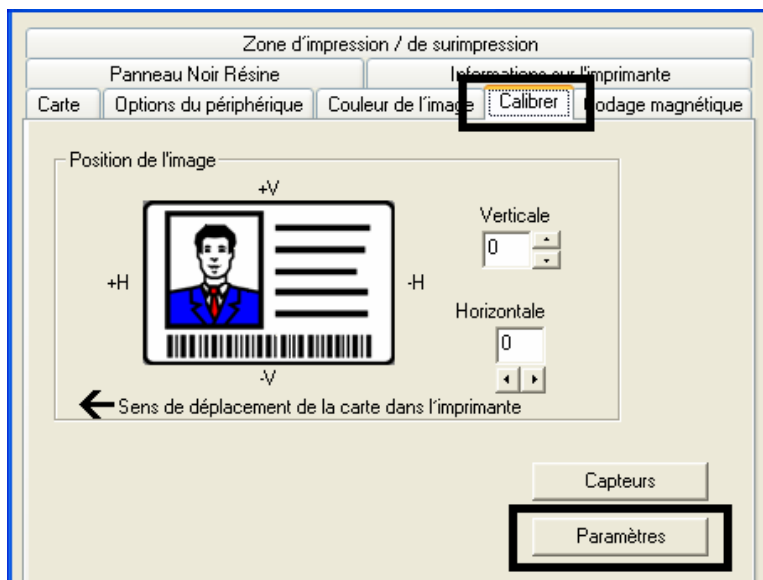 Zone d'impression / de surimpression
Panneau Noir Résine
Informations sur l'imprimante
Carte
Options du périphérique
Couleur de l'image
Calibrer
odage magnétique
Position de l'image
+V
Verticale
0
+H
-H
Horizontale
0
-V
Sens de déplacement de la carte dans l'imprimante
Capteurs
Paramètres